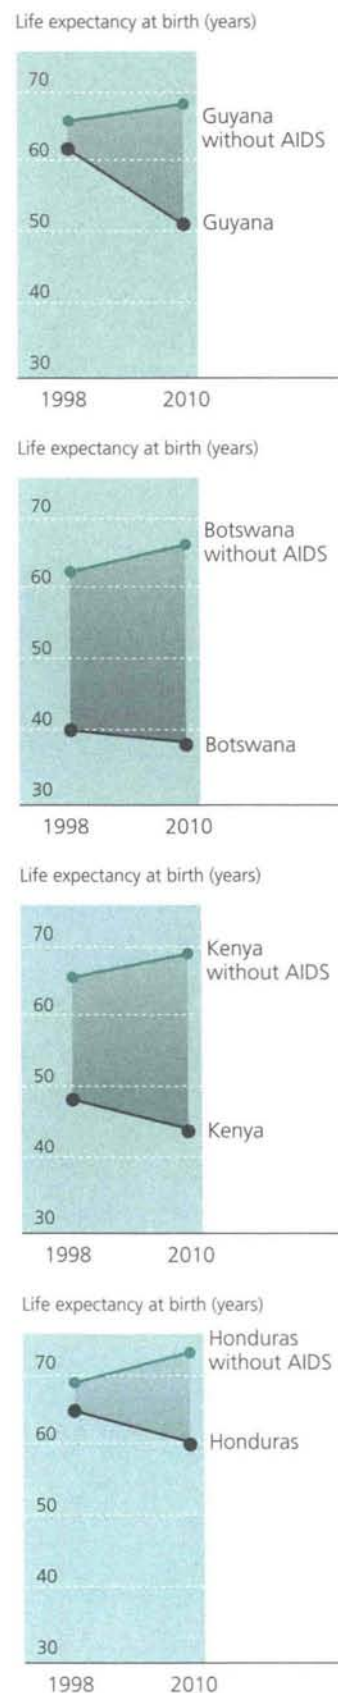 Life expectancy at birth (years)
70
Guyana
without AIDS
60
50
Guyana
40
30
1998 2010
Life expectancy at birth (years)
70
Botswana
without AIDS
60
50
40
Botswana
30
1998 2010
Life expectancy at birth (years)
70
Kenya
without AIDS
60
50
Kenya
40
30
1998 2010
Life expectancy at birth (years)
Honduras
without AIDS
70
60
Honduras
50
40
30
1998 2010